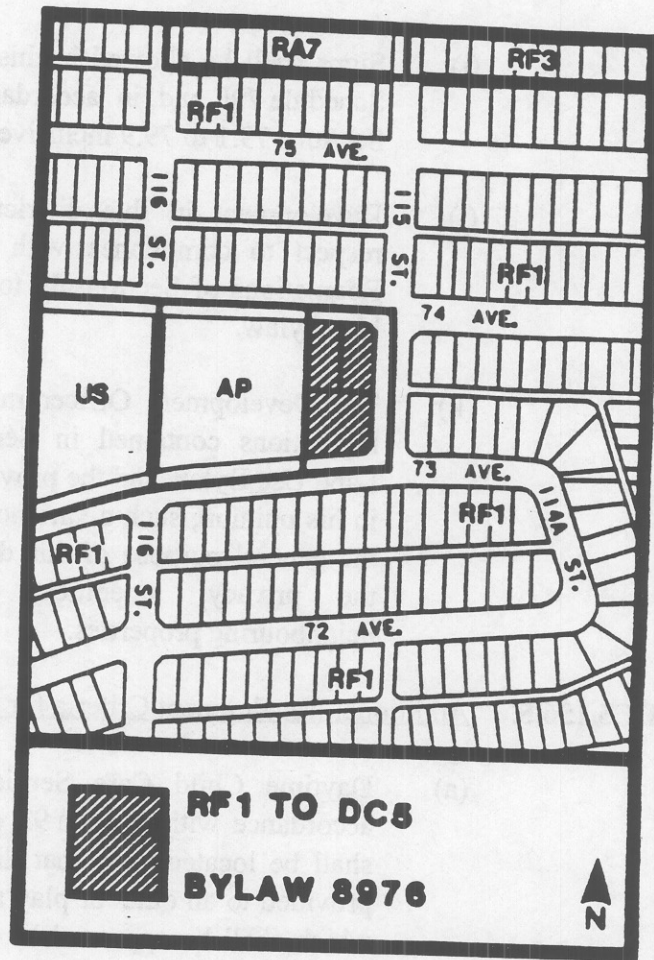 RA7
RF3
RF1
75 AVE.
116 ST.
115 ST.
RF1
74 AVE.
US
AP
73 AVE.
114A ST.
RF1
RF1
116 ST.
72 AVE.
RF1
RF1 TO DC5
BYLAW 8976
N